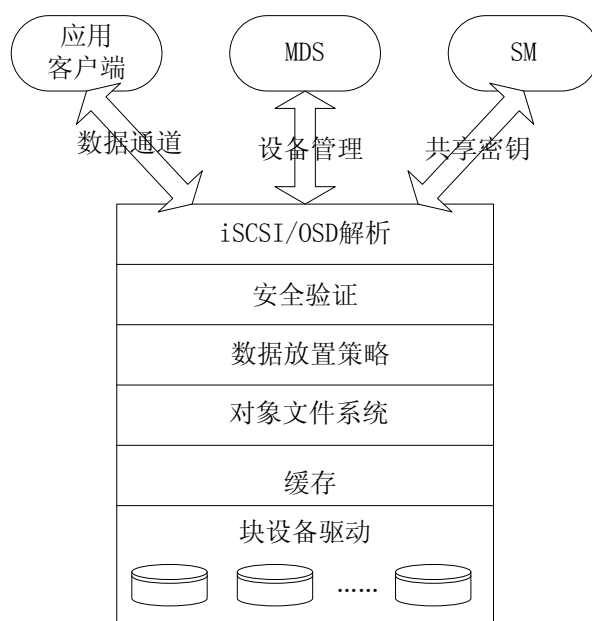 应用
客户端
MDS
SM
数据通道
设备管理
共享密钥
iSCSI/OSD解析
安全验证
数据放置策略
对象文件系统
缓存
块设备驱动
……